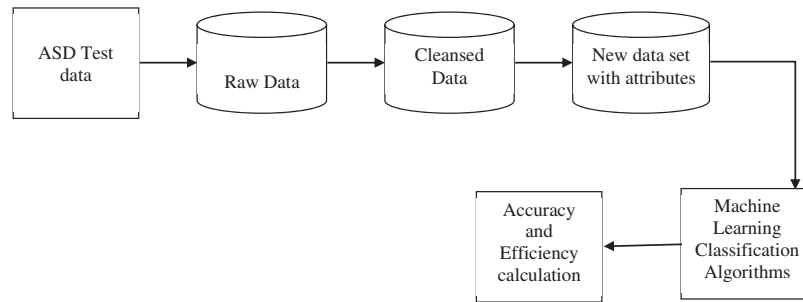 ASD Test
data
Raw Data
Cleansed
Data
New data set
with attributes
Machine
Learning
Classification
Algorithms
Accuracy
and
Efficiency
calculation